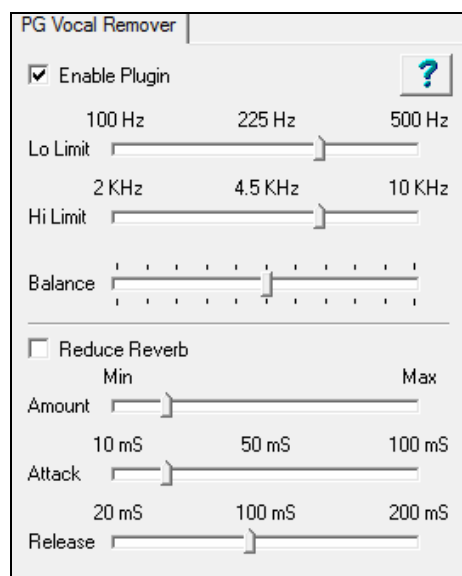 PG Vocal Remover
Enable Plugin ?
100 Hz 225 Hz 500 Hz
Lo Limit
2 KHz 4.5 KHz 10 KHz
Hi Limit
Balance
Reduce Reverb
Min Max
Amount
10 mS 50 mS 100 mS
Attack
20 mS 100 mS 200 mS
Release